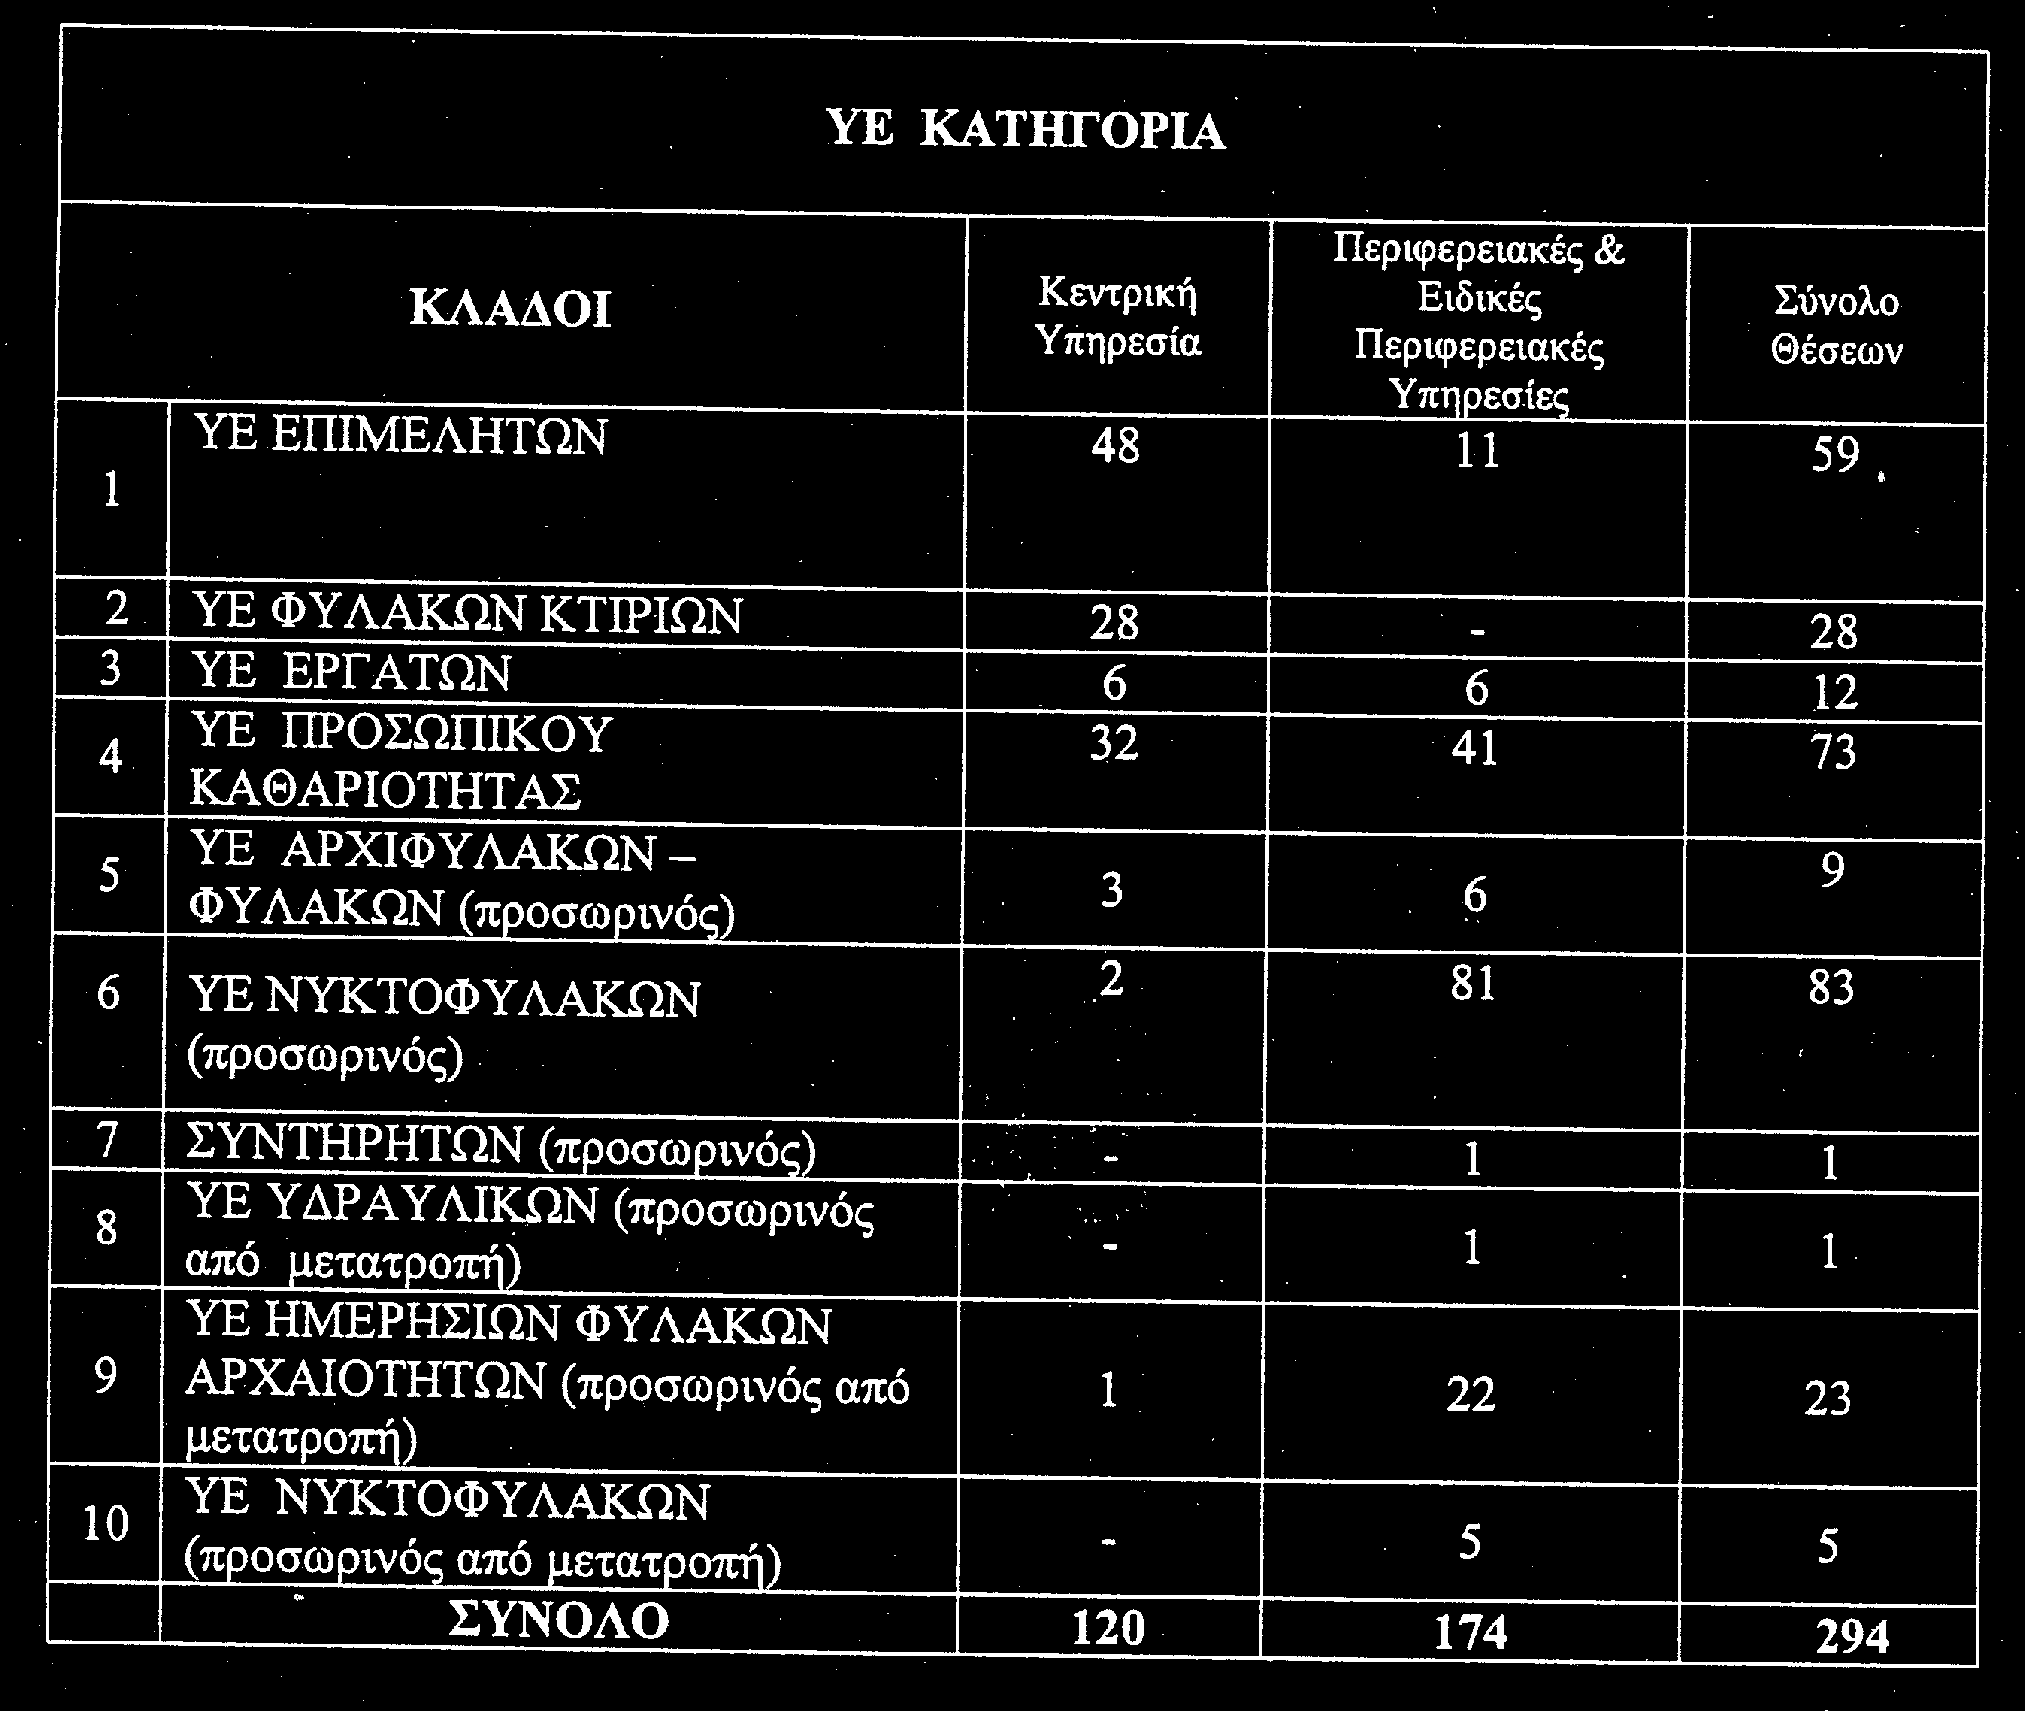 ΥΕ ΚΑΤΗΓΟΡΙΑ
ΚΛΑΔΟΙ
Κεντρική
Υπηρεσία
Περιφερειακές &
Ειδικές
Περιφερειακές
Υπηρεσίες
Σύνολο
Θέσεων
1
ΥΕ ΕΠΙΜΕΛΗΤΩΝ
48
11
59
2
ΥΕ ΦΥΛΑΚΩΝ ΚΤΙΡΙΩΝ
28
-
28
3
ΥΕ ΕΡΓΑΤΩΝ
6
6
12
4
ΥΕ ΠΡΟΣΩΠΙΚΟΥ
ΚΑΘΑΡΙΟΤΗΤΑΣ
32
41
73
5
ΥΕ ΑΡΧΙΦΥΛΑΚΩΝ –
ΦΥΛΑΚΩΝ (προσωρινός)
3
6
9
6
ΥΕ ΝΥΚΤΟΦΥΛΑΚΩΝ
(προσωρινός)
2
81
83
7
ΣΥΝΤΗΡΗΤΩΝ (προσωρινός)
-
1
1
8
ΥΕ ΥΔΡΑΥΛΙΚΩΝ (προσωρινός
από μετατροπή)
-
1
1
9
ΥΕ ΗΜΕΡΗΣΙΩΝ ΦΥΛΑΚΩΝ
ΑΡΧΑΙΟΤΗΤΩΝ (προσωρινός από
μετατροπή)
1
22
23
10
ΥΕ ΝΥΚΤΟΦΥΛΑΚΩΝ
(προσωρινός από μετατροπή)
-
5
5
ΣΥΝΟΛΟ
120
174
294